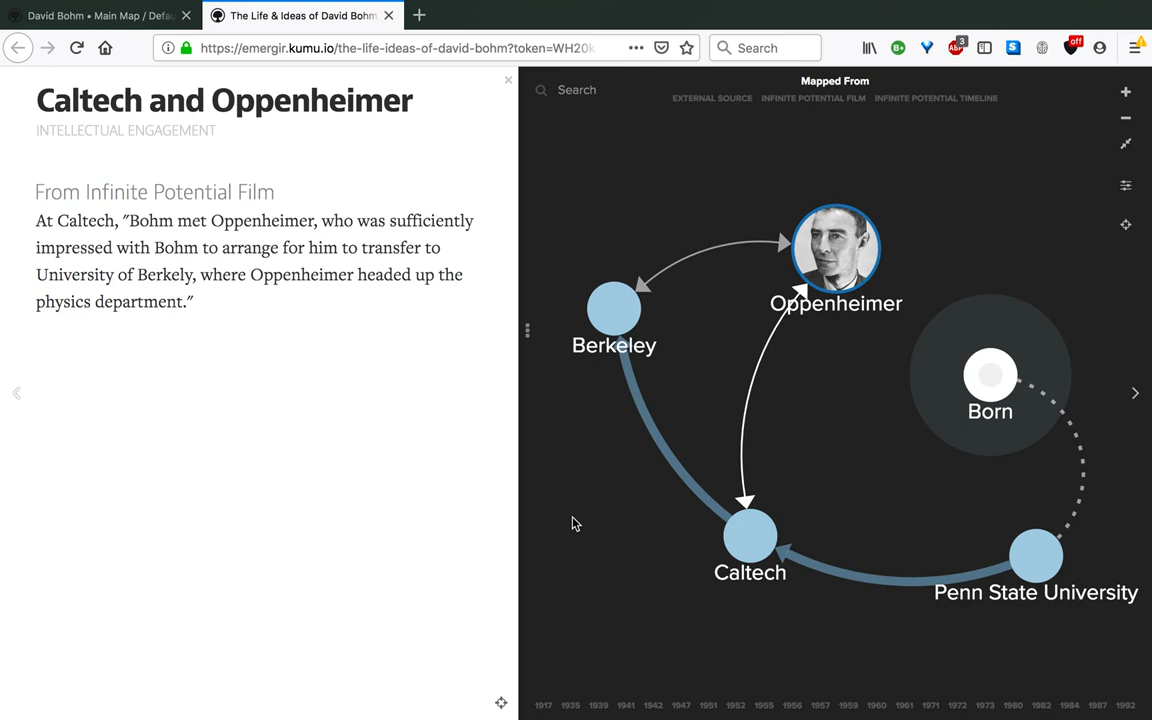 David Bohm • Main Map / Defau
The Life & Ideas of David Bohm
https://emergir.kumu.io/the-life-ideas-of-david-bohm?token=WH20k
Search
ABP
3
B+
S
off
Caltech and Oppenheimer
INTELLECTUAL ENGAGEMENT
From Infinite Potential Film
At Caltech, "Bohm met Oppenheimer, who was sufficiently
impressed with Bohm to arrange for him to transfer to
University of Berkely, where Oppenheimer headed up the
physics department."
Search
Mapped From
EXTERNAL SOURCE INFINITE POTENTIAL FILM INFINITE POTENTIAL TIMELINE
Oppenheimer
Berkeley
Born
Caltech
Penn State University
1917 1935 1939 1941 1942 1947 1951 1952 1955 1956 1957 1959 1960 1961 1971 1972 1973 1980 1982 1984 1987 1992